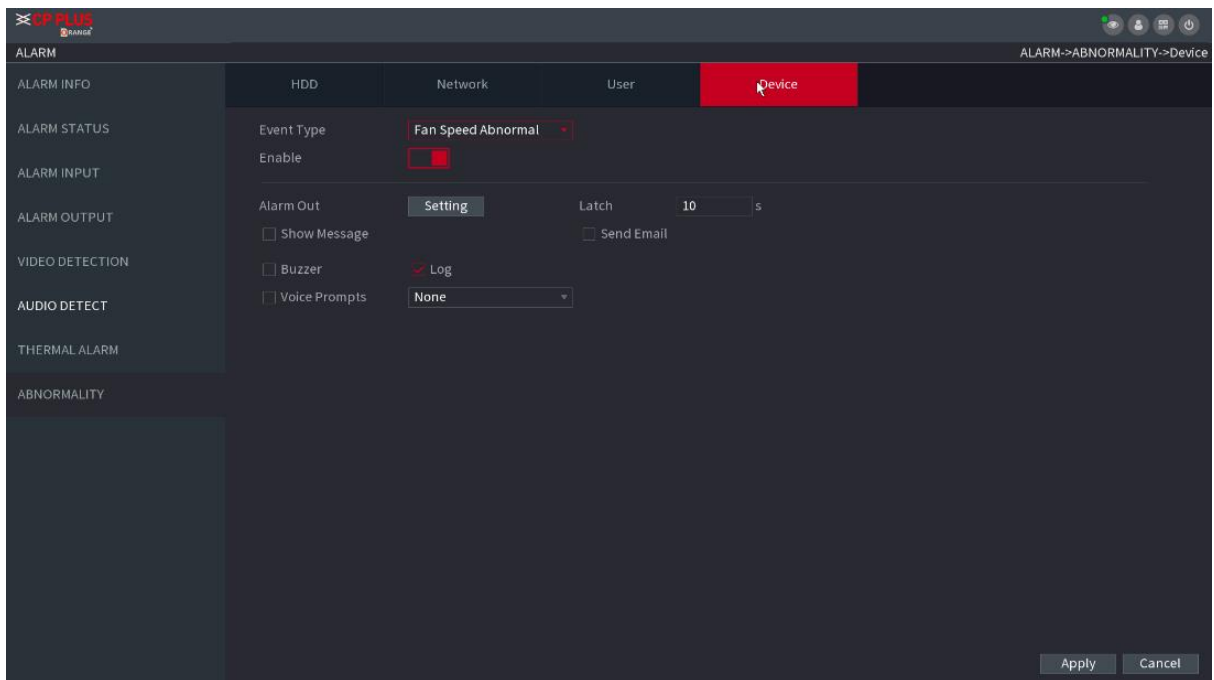 CP PLUS
ORANGE
ALARM
ALARM->ABNORMALITY->Device
ALARM INFO
HDD
Network
User
Device
ALARM STATUS
Event Type
Fan Speed Abnormal
Enable
ALARM INPUT
ALARM OUTPUT
Alarm Out
Setting
Latch
10
s
Show Message
Send Email
VIDEO DETECTION
Buzzer
Log
AUDIO DETECT
Voice Prompts
None
THERMAL ALARM
ABNORMALITY
Apply
Cancel